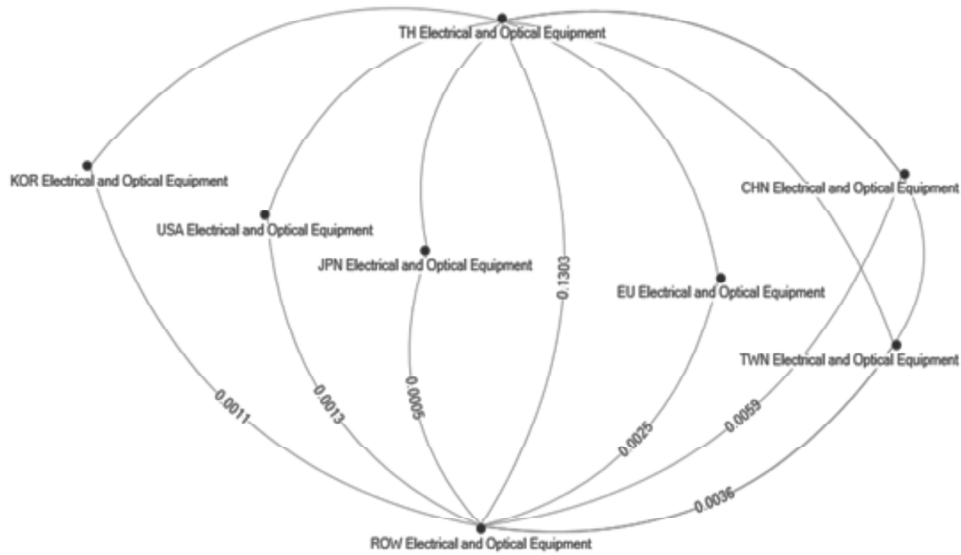 TH Electrical and Optical Equipment
KOR Electrical and Optical Equipment
CHN Electrical and Optical Equipment
USA Electrical and Optical Equipment
JPN Electrical and Optical Equipment
0.1303
EU Electrical and Optical Equipment
TWN Electrical and Optical Equipment
0.0011
0.0013
0.0005
0.0025
0.0059
0.0036
ROW Electrical and Optical Equipment